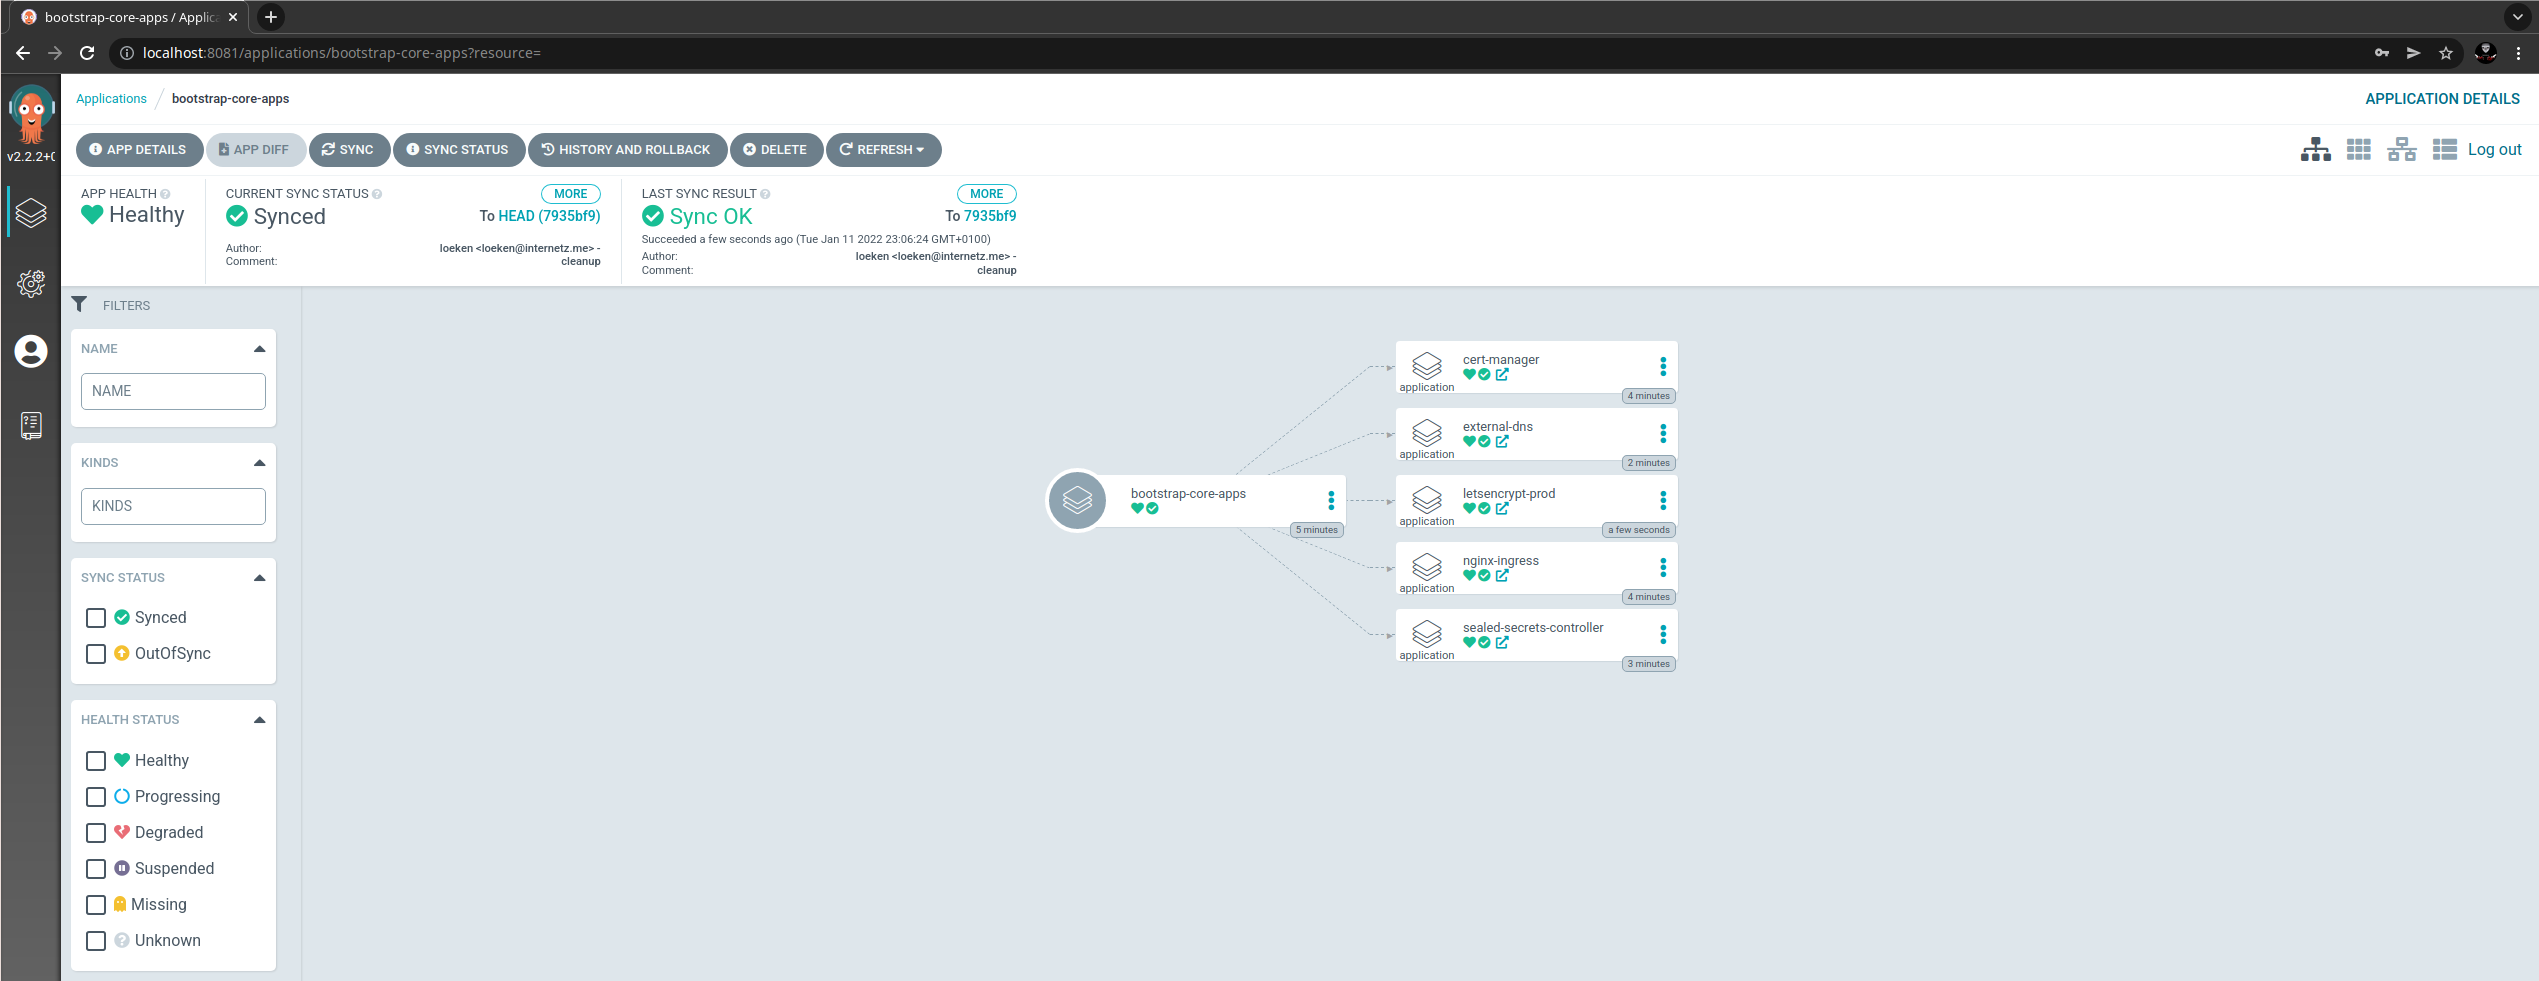 bootstrap-core-apps / Applic
localhost:8081/applications/bootstrap-core-apps?resource=
v2.2.2+0
Applications / bootstrap-core-apps
APPLICATION DETAILS
APP DETAILS
APP DIFF
SYNC
SYNC STATUS
HISTORY AND ROLLBACK
DELETE
REFRESH
Log out
APP HEALTH
Healthy
CURRENT SYNC STATUS
MORE
Synced
To HEAD (7935bf9)
Author: loeken <loeken@internetz.me> -
Comment: cleanup
LAST SYNC RESULT
MORE
Sync OK
To 7935bf9
Succeeded a few seconds ago (Tue Jan 11 2022 23:06:24 GMT+0100)
Author: loeken <loeken@internetz.me> -
Comment: cleanup
FILTERS
NAME
NAME
KINDS
KINDS
SYNC STATUS
Synced
OutOfSync
HEALTH STATUS
Healthy
Progressing
Degraded
Suspended
Missing
Unknown
bootstrap-core-apps
5 minutes
cert-manager
application
4 minutes
external-dns
application
2 minutes
letsencrypt-prod
application
a few seconds
nginx-ingress
application
4 minutes
sealed-secrets-controller
application
3 minutes